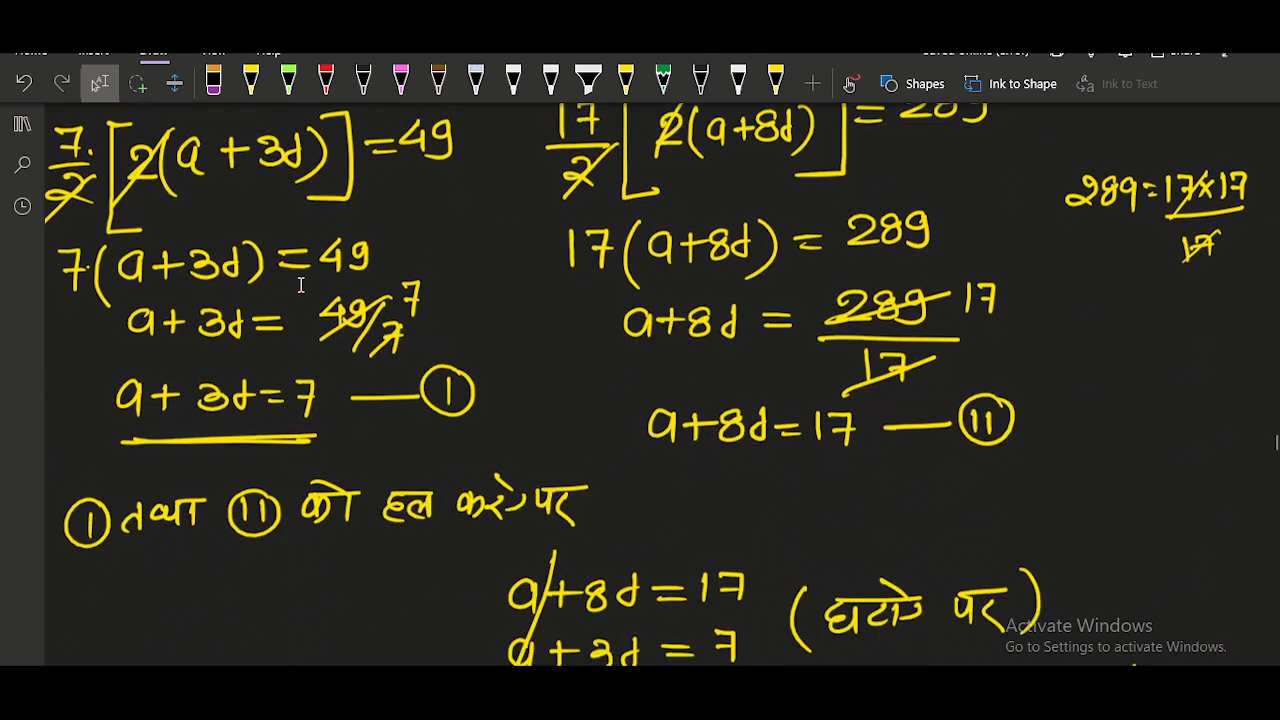 Ink to Shape
Shapes
Ink to Text
7/2 [2(a + 3d)] = 49
17/2 [2(a+8d)] = 289
289 = 17×17/17
7·(a+3d) = 49
17(a+8d) = 289
a+3d = 49/7 7
a+8d = 289/17 17
a+3d=7 — ①
a+8d=17 — ⑪
① तथा ⑪ को हल करने पर
a+8d = 17 (घटाने पर)
a+3d = 7
Activate Windows
Go to Settings to activate Windows.